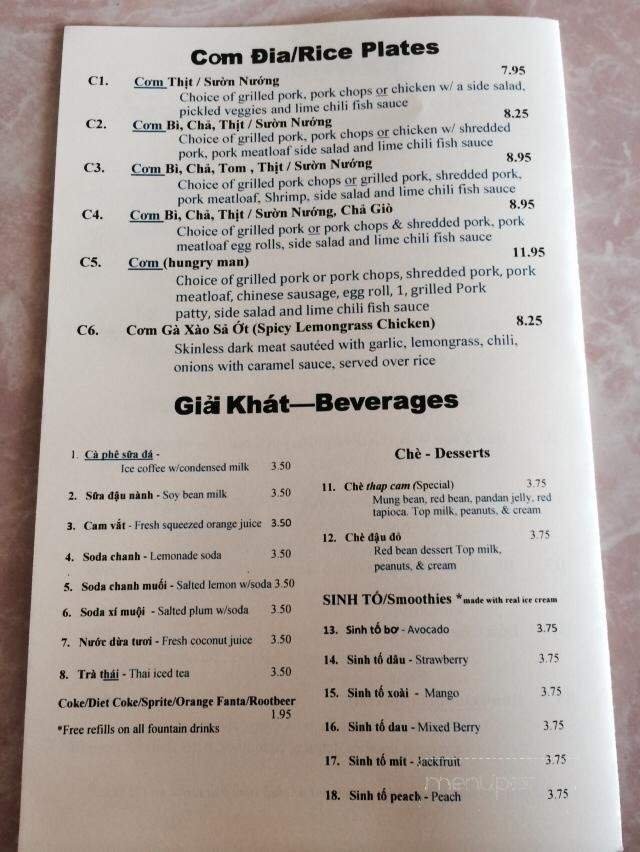 Cơm Đĩa/Rice Plates
C1. Cơm Thịt / Sườn Nướng 7.95
Choice of grilled pork, pork chops or chicken w/ a side salad,
pickled veggies and lime chili fish sauce
C2. Cơm Bì, Chả, Thịt / Sườn Nướng 8.25
Choice of grilled pork, pork chops or chicken w/ shredded
pork, pork meatloaf side salad and lime chili fish sauce
C3. Cơm Bì, Chả, Tom , Thịt / Sườn Nướng 8.95
Choice of grilled pork chops or grilled pork, shredded pork,
pork meatloaf, Shrimp, side salad and lime chili fish sauce
C4. Cơm Bì, Chả, Thịt / Sườn Nướng, Chả Giò 8.95
Choice of grilled pork or pork chops & shredded pork, pork
meatloaf egg rolls, side salad and lime chili fish sauce
C5. Cơm (hungry man) 11.95
Choice of grilled pork or pork chops, shredded pork, pork
meatloaf, chinese sausage, egg roll, 1, grilled Pork
patty, side salad and lime chili fish sauce
C6. Cơm Gà Xào Sả Ớt (Spicy Lemongrass Chicken) 8.25
Skinless dark meat sautéed with garlic, lemongrass, chili,
onions with caramel sauce, served over rice
Giải Khát—Beverages
1. Cà phê sữa đá -
Ice coffee w/condensed milk 3.50
2. Sữa đậu nành - Soy bean milk 3.50
3. Cam vắt - Fresh squeezed orange juice 3.50
4. Soda chanh - Lemonade soda 3.50
5. Soda chanh muối - Salted lemon w/soda 3.50
6. Soda xí muội - Salted plum w/soda 3.50
7. Nước dừa tươi - Fresh coconut juice 3.50
8. Trà thái - Thai iced tea 3.50
Coke/Diet Coke/Sprite/Orange Fanta/Rootbeer
1.95
*Free refills on all fountain drinks
Chè - Desserts
11. Chè thap cam (Special) 3.75
Mung bean, red bean, pandan jelly, red
tapioca. Top milk, peanuts, & cream
12. Chè đậu đỏ 3.75
Red bean dessert Top milk,
peanuts, & cream
SINH TỐ/Smoothies *made with real ice cream
13. Sinh tố bơ - Avocado 3.75
14. Sinh tố dâu - Strawberry 3.75
15. Sinh tố xoài - Mango 3.75
16. Sinh tố dau - Mixed Berry 3.75
17. Sinh tố mít - Jackfruit 3.75
18. Sinh tố peach - Peach 3.75